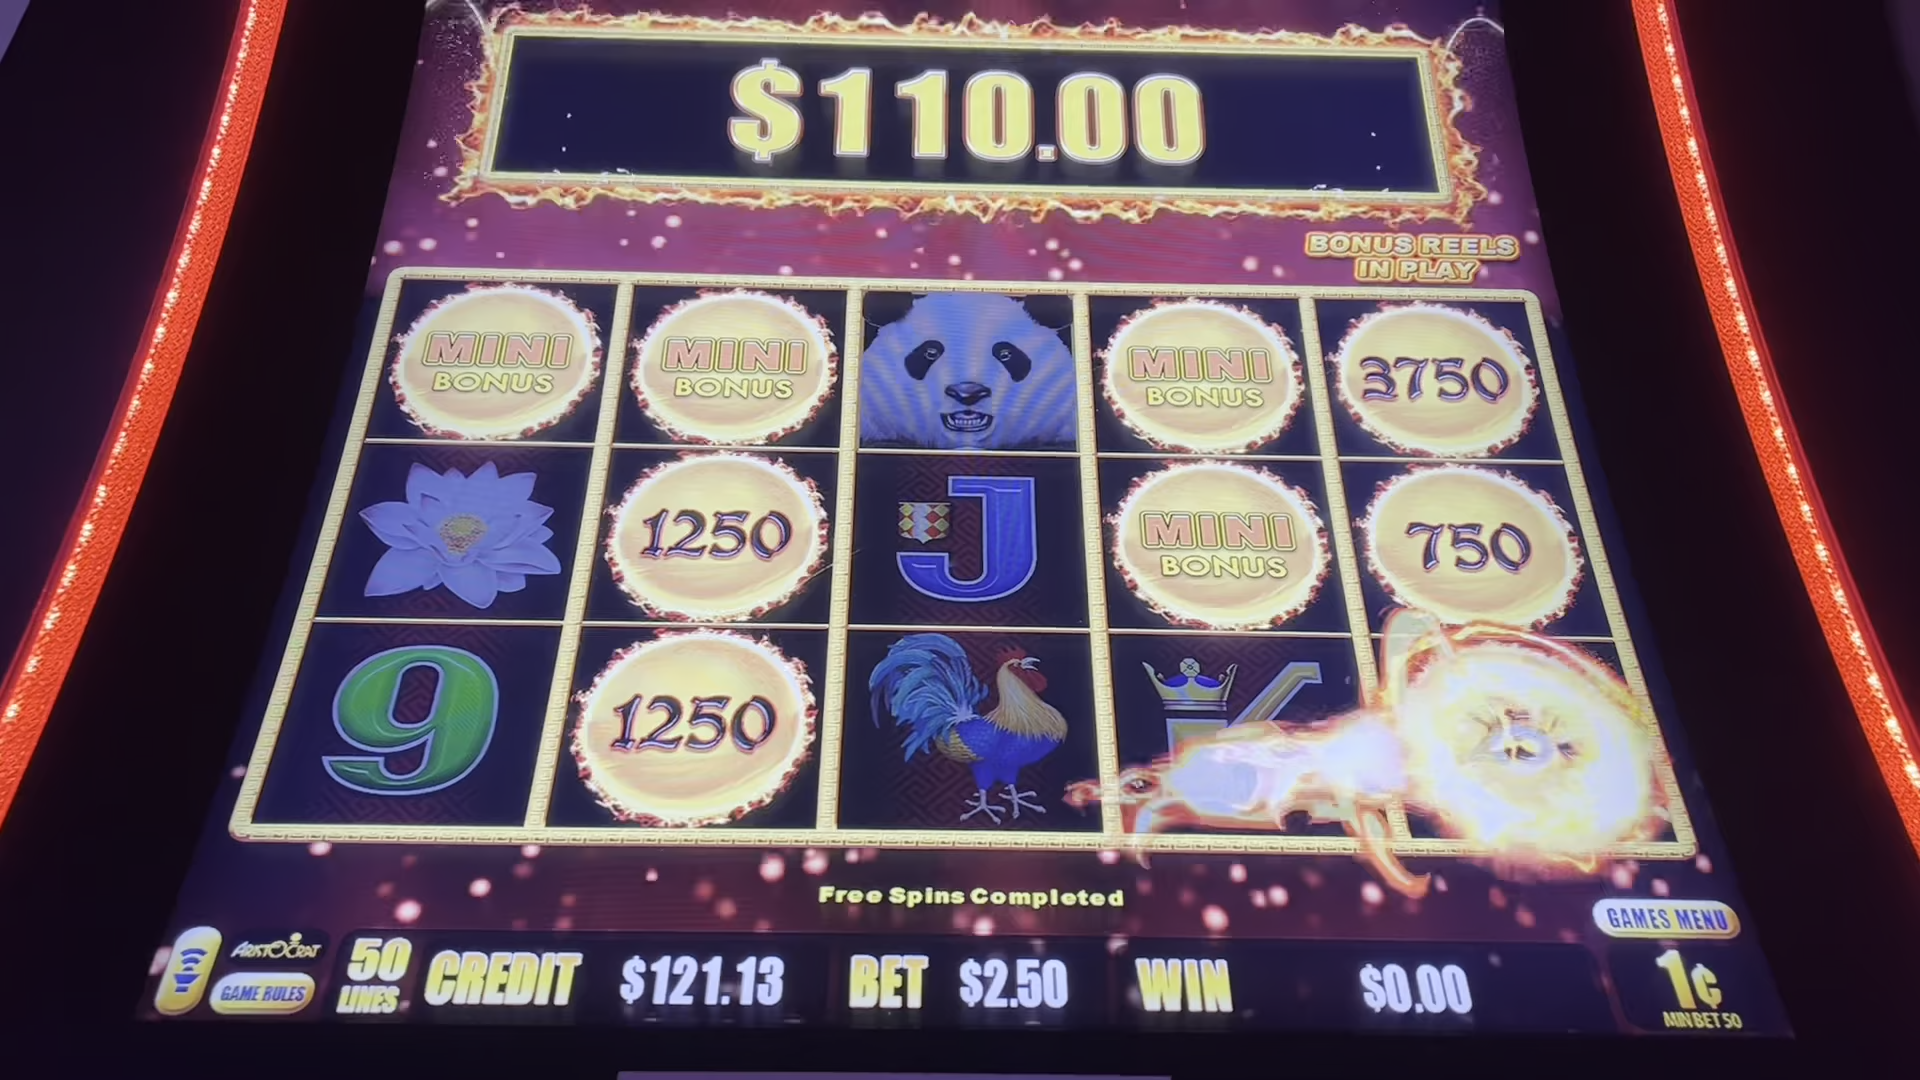 $110.00
BONUS REELS
IN PLAY
MINI
BONUS
MINI
BONUS
MINI
BONUS
3750
1250
J
MINI
BONUS
750
9
1250
K
Free Spins Completed
GAMES MENU
ARISTOCRAT
GAME RULES
50
LINES
CREDIT $121.13
BET $2.50
WIN $0.00
1¢
MIN BET 50